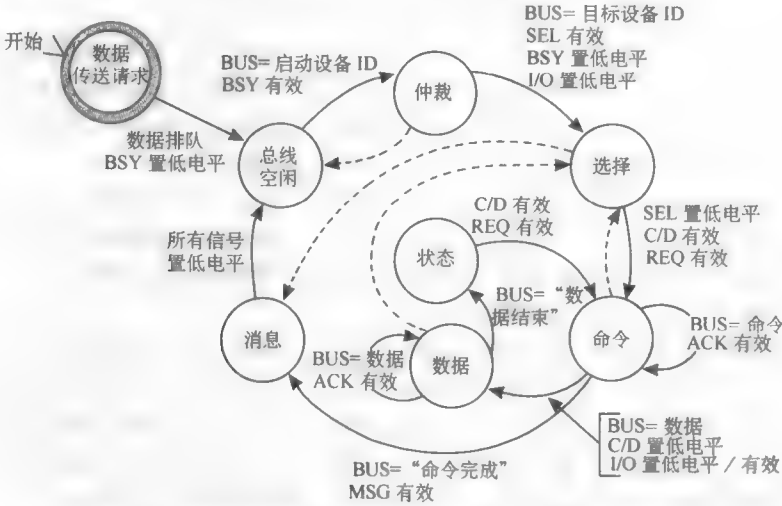 开始
数据
传送请求
BUS= 启动设备 ID
BSY 有效
仲裁
BUS= 目标设备 ID
SEL 有效
BSY 置低电平
I/O 置低电平
数据排队
BSY 置低电平
总线
空闲
选择
C/D 有效
REQ 有效
SEL 置低电平
C/D 有效
REQ 有效
所有信号
置低电平
状态
BUS= “数
据结束”
消息
BUS= 数据
ACK 有效
数据
命令
BUS= 命令
ACK 有效
BUS= 数据
C/D 置低电平
I/O 置低电平 / 有效
BUS= “命令完成”
MSG 有效